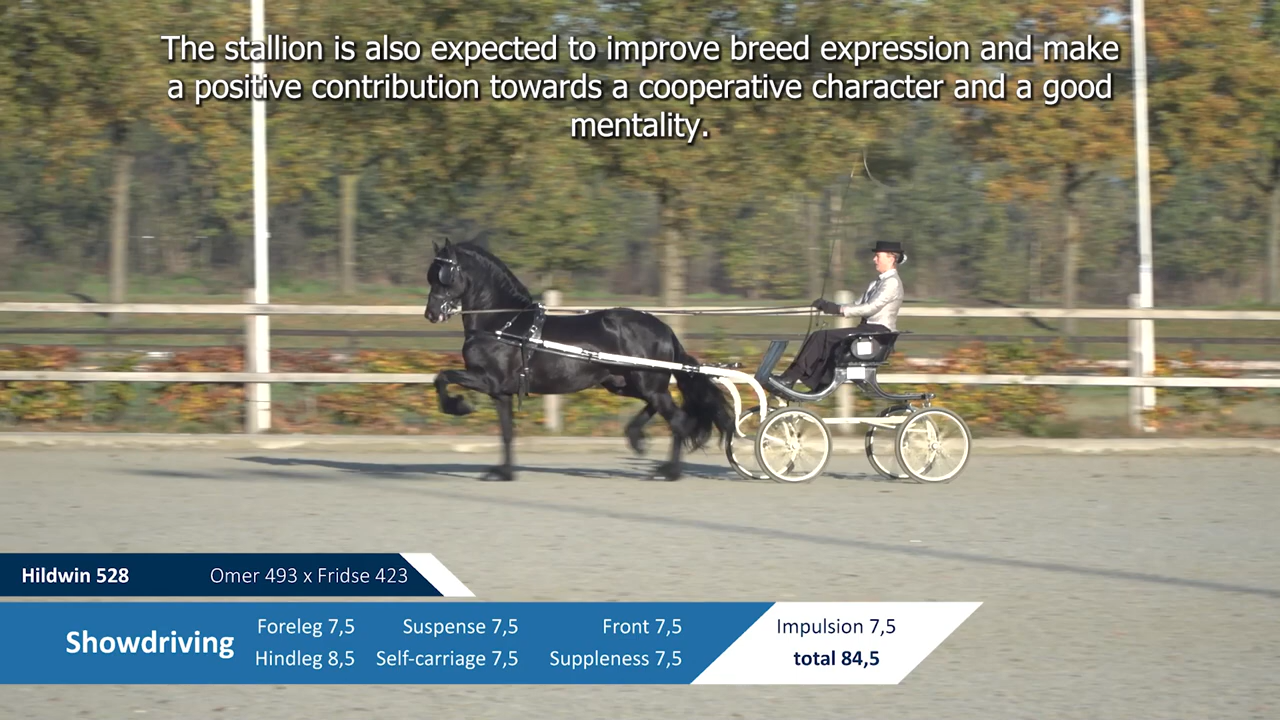 The stallion is also expected to improve breed expression and make
a positive contribution towards a cooperative character and a good
mentality.
Hildwin 528 Omer 493 x Fridse 423
Showdriving
Foreleg 7,5 Suspense 7,5 Front 7,5 Impulsion 7,5
Hindleg 8,5 Self-carriage 7,5 Suppleness 7,5 total 84,5